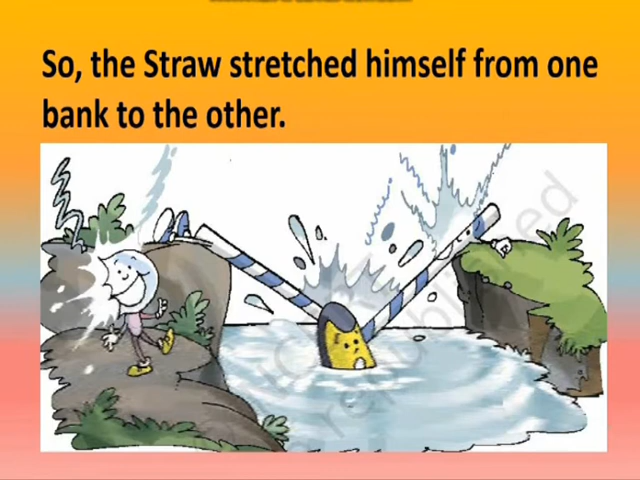 So, the Straw stretched himself from one
bank to the other.